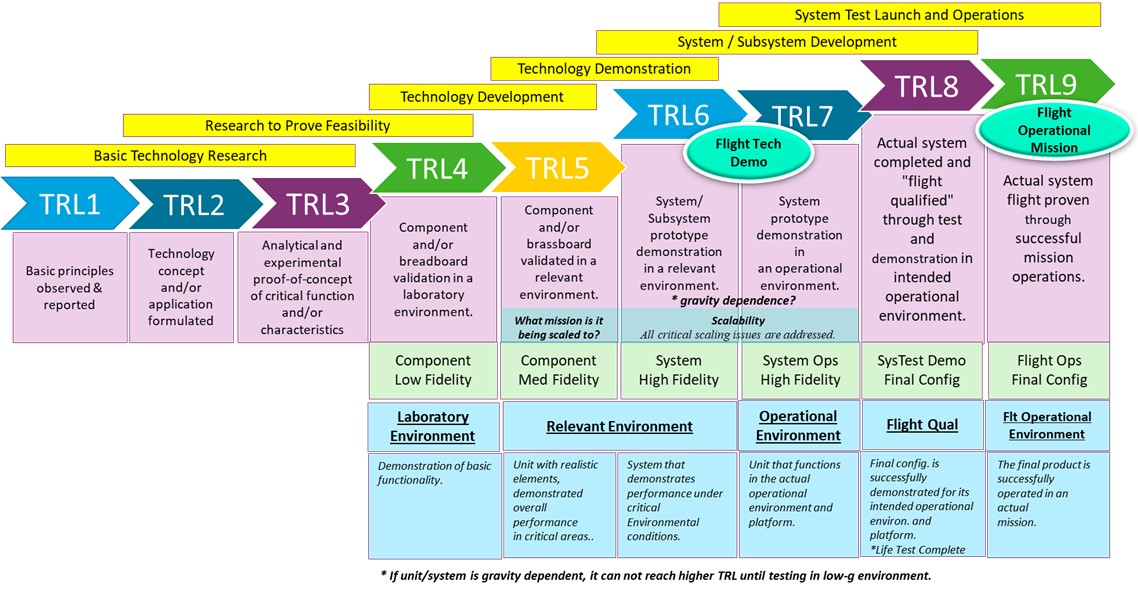 System Test Launch and Operations
System / Subsystem Development
Technology Demonstration
Technology Development
Research to Prove Feasibility
Basic Technology Research
TRL1
TRL2
TRL3
TRL4
TRL5
TRL6
TRL7
TRL8
TRL9
Flight Tech
Demo
Flight
Operational
Mission
Basic principles
observed &
reported
Technology
concept
and/or
application
formulated
Analytical and
experimental
proof-of-concept
of critical function
and/or
characteristics
Component
and/or
breadboard
validation in a
laboratory
environment.
Component
and/or
brassboard
validated in a
relevant
environment.
What mission is it
being scaled to?
System/
Subsystem
prototype
demonstration
in a relevant
environment.
System
prototype
demonstration
in
an operational
environment.
* gravity dependence?
Scalability
All critical scaling issues are addressed.
Actual system
completed and
"flight
qualified"
through test
and
demonstration in
intended
operational
environment.
Actual system
flight proven
through
successful
mission
operations.
Component
Low Fidelity
Component
Med Fidelity
System
High Fidelity
System Ops
High Fidelity
SysTest Demo
Final Config
Flight Ops
Final Config
Laboratory
Environment
Relevant Environment
Operational
Environment
Flight Qual
Flt Operational
Environment
Demonstration of basic
functionality.
Unit with realistic
elements,
demonstrated
overall
performance
in critical areas..
System that
demonstrates
performance under
critical
Environmental
conditions.
Unit that functions
in the actual
operational
environment and
platform.
Final config. is
successfully
demonstrated for its
intended operational
environ. and
platform.
*Life Test Complete
The final product is
successfully
operated in an
actual
mission.
* If unit/system is gravity dependent, it can not reach higher TRL until testing in low-g environment.